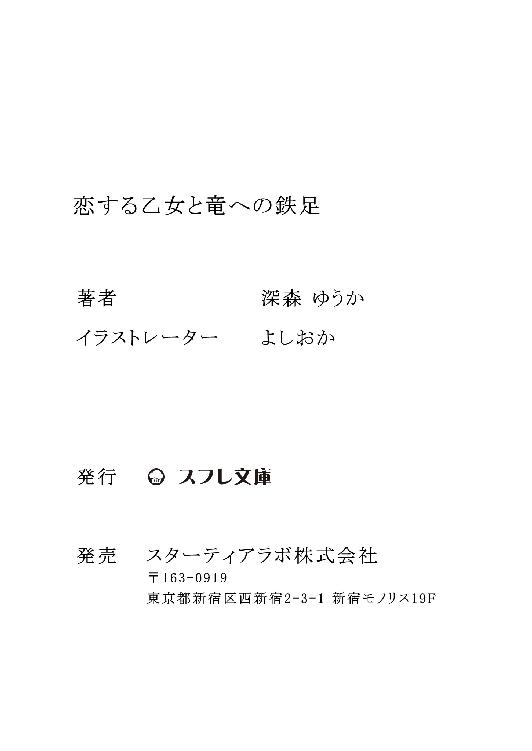 恋する乙女と竜への鉄足
著者 深森 ゆうか
イラストレーター よしおか
発行 スフレ文庫
発売 スターティアラボ株式会社
〒163-0919
東京都新宿区西新宿2-3-1 新宿モノリス19F